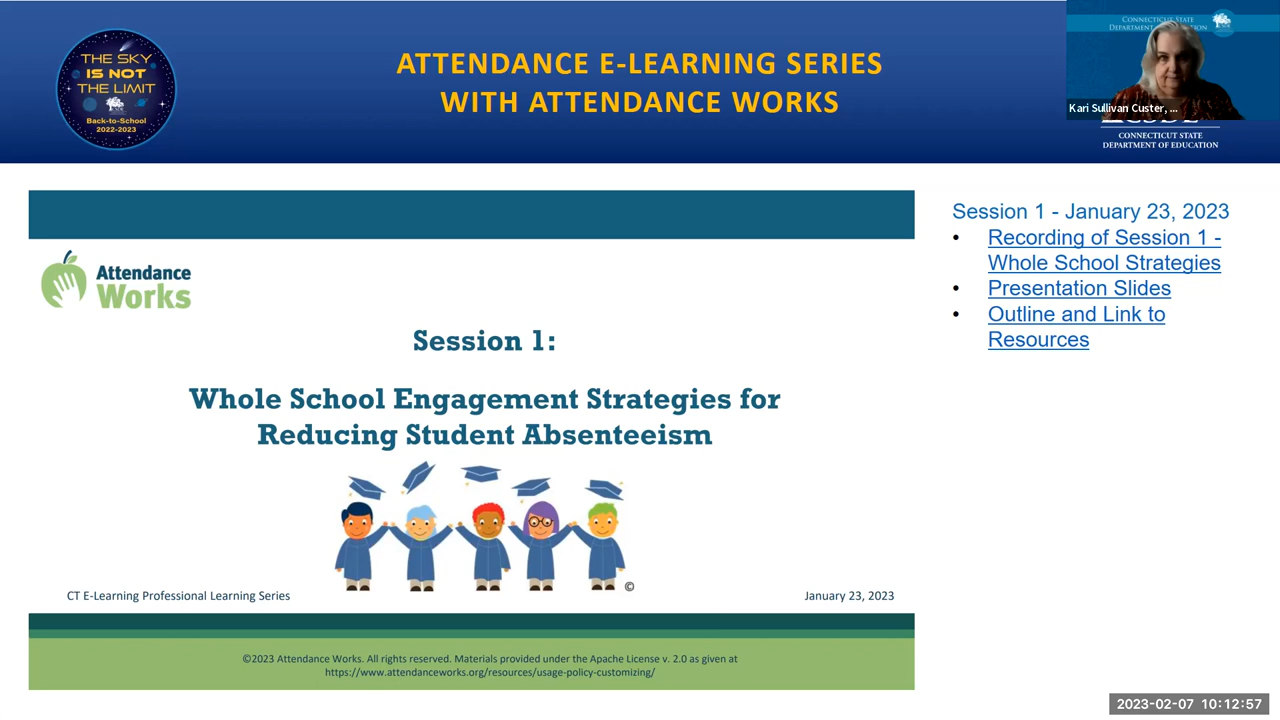 THE SKY
IS NOT
THE LIMIT
Back-to-School
2022-2023
ATTENDANCE E-LEARNING SERIES
WITH ATTENDANCE WORKS
CONNECTICUT STATE
DEPARTMENT OF EDUCATION
Kari Sullivan Custer, ...
CONNECTICUT STATE
DEPARTMENT OF EDUCATION
Attendance
Works
Session 1:
Whole School Engagement Strategies for
Reducing Student Absenteeism
©
CT E-Learning Professional Learning Series
January 23, 2023
©2023 Attendance Works. All rights reserved. Materials provided under the Apache License v. 2.0 as given at
https://www.attendanceworks.org/resources/usage-policy-customizing/
Session 1 - January 23, 2023
• Recording of Session 1 -
Whole School Strategies
• Presentation Slides
• Outline and Link to
Resources
2023-02-07 10:12:57